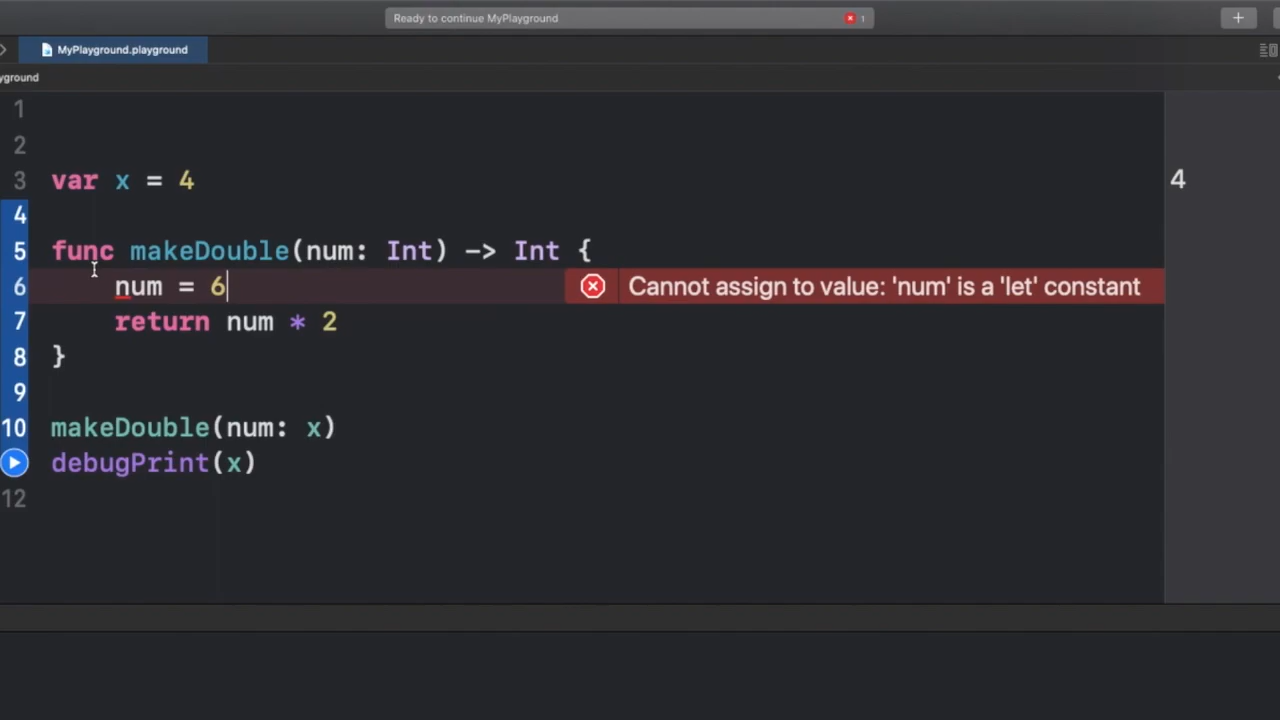 Ready to continue MyPlayground 1
MyPlayground.playground
yground
1
2
3 var x = 4 4
4
5 func makeDouble(num: Int) -> Int {
6 num = 6 Cannot assign to value: 'num' is a 'let' constant
7 return num * 2
8 }
9
10 makeDouble(num: x)
debugPrint(x)
12